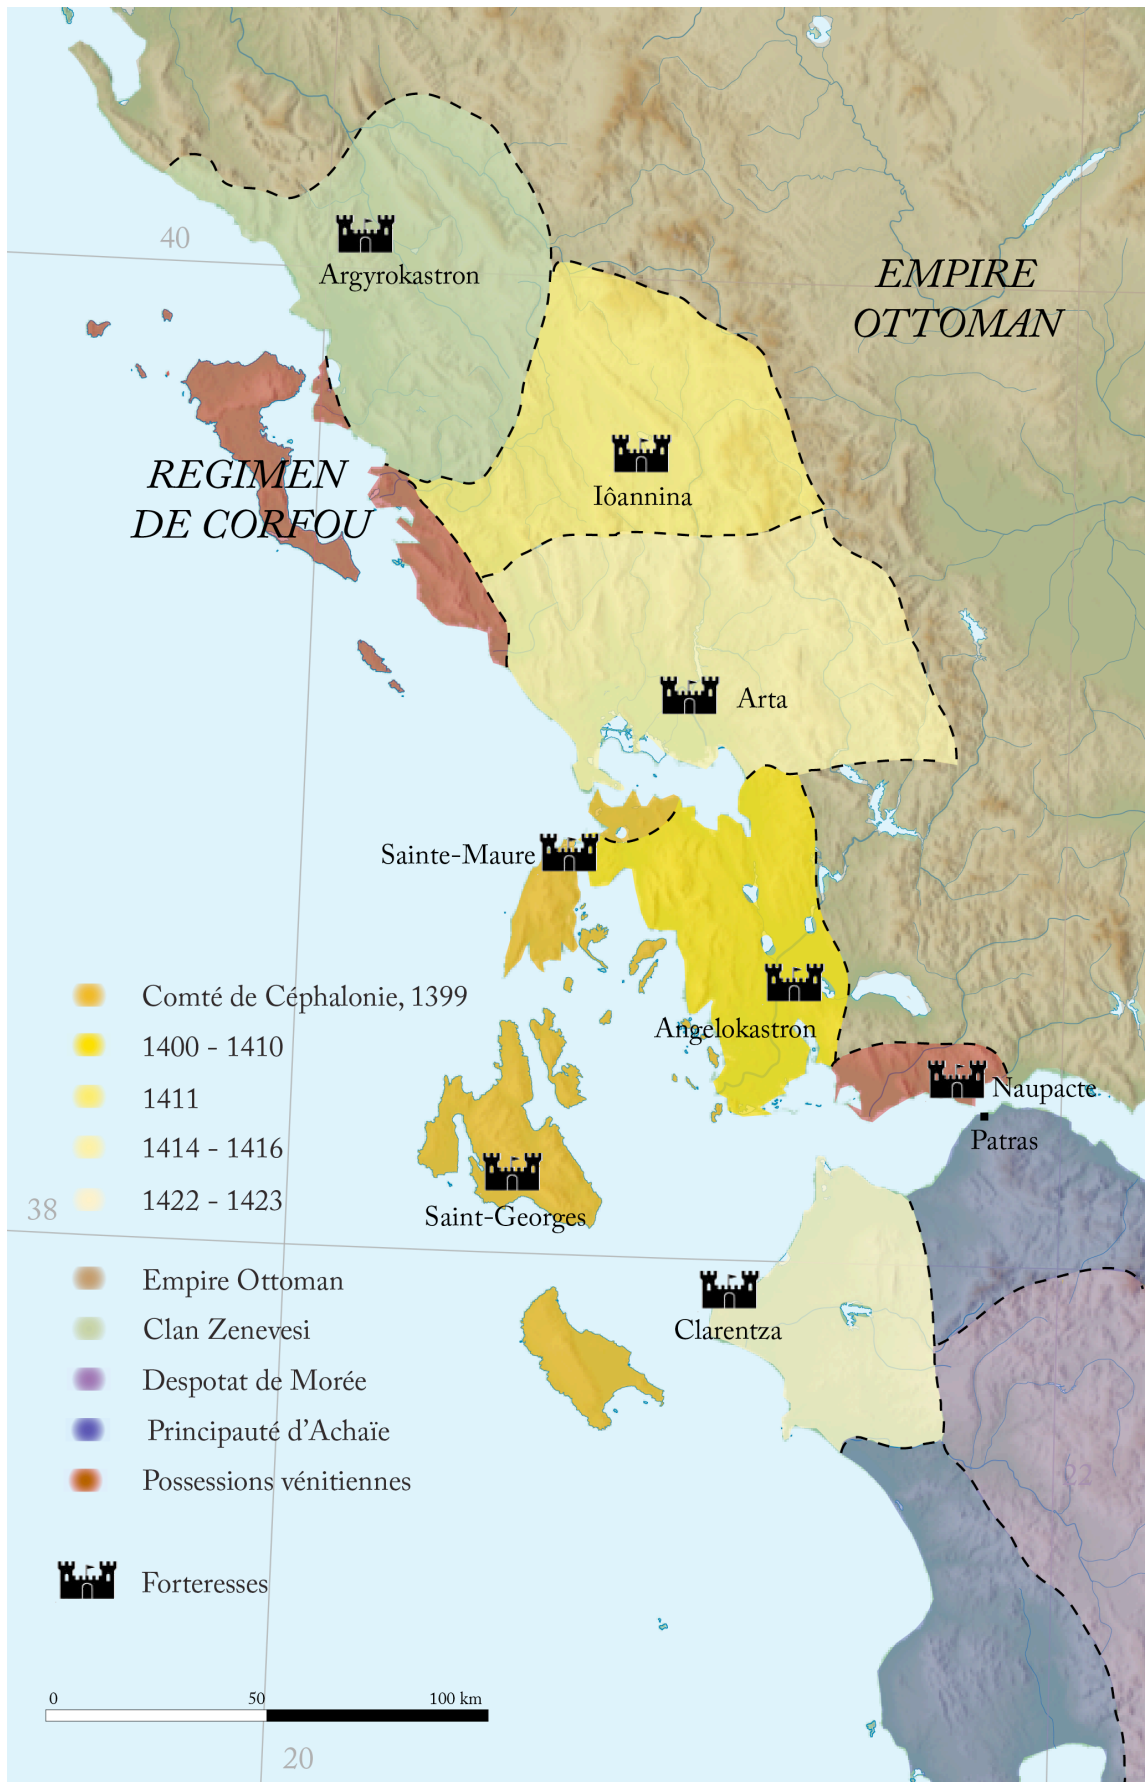 40
Argyrokastron
EMPIRE
OTTOMAN
REGIMEN
DE CORFOU
Iôannina
Arta
Sainte-Maure
Angelokastron
Naupacte
Patras
Saint-Georges
Clarentza
38
22
20
Comté de Céphalonie, 1399
1400 - 1410
1411
1414 - 1416
1422 - 1423
Empire Ottoman
Clan Zenevesi
Despotat de Morée
Principauté d'Achaïe
Possessions vénitiennes
Forteresses
0 50 100 km